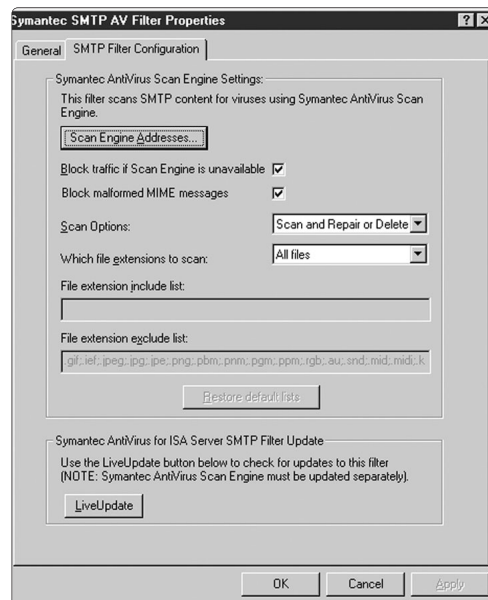 Symantec SMTP AV Filter Properties
General
SMTP Filter Configuration
Symantec AntiVirus Scan Engine Settings:
This filter scans SMTP content for viruses using Symantec AntiVirus Scan
Engine.
Scan Engine Addresses...
Block traffic if Scan Engine is unavailable
Block malformed MIME messages
Scan Options:
Scan and Repair or Delete
Which file extensions to scan:
All files
File extension include list:
File extension exclude list:
.gif;.ief;.jpeg;.jpg;.jpe;.png;.pbm;.pnm;.pgm;.ppm;.rgb;.au;.snd;.mid;.midi;.k
Restore default lists
Symantec AntiVirus for ISA Server SMTP Filter Update
Use the LiveUpdate button below to check for updates to this filter
(NOTE: Symantec AntiVirus Scan Engine must be updated separately).
LiveUpdate
OK
Cancel
Apply